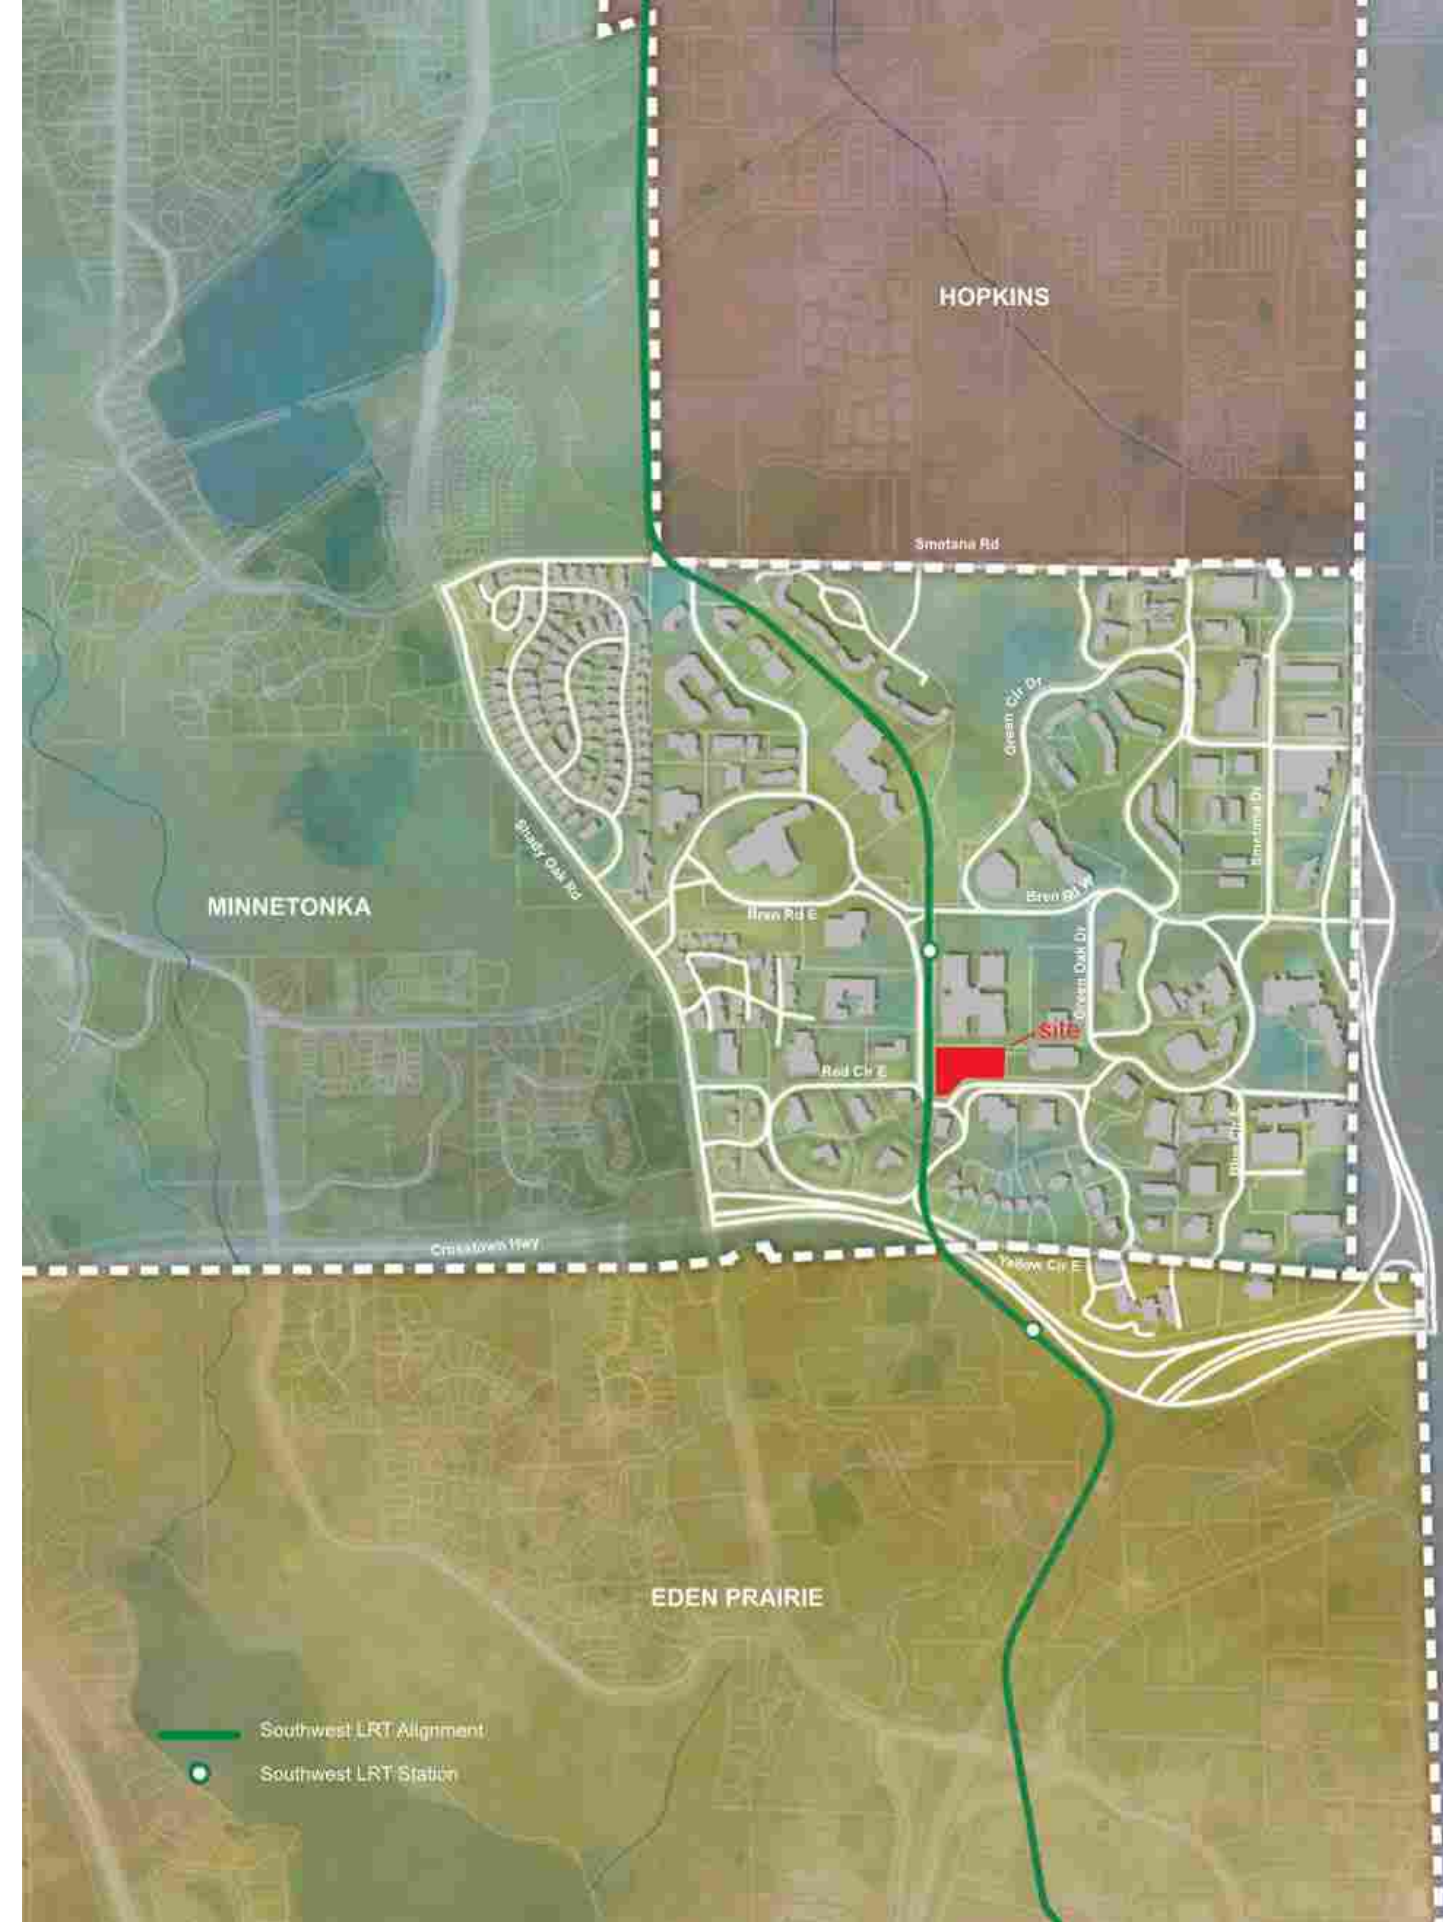 HOPKINS
Smetana Rd
Green Cir Dr
Smetana Dr
Shady Oak Rd
MINNETONKA
Bren Rd W
Bren Rd E
Green Oak Dr
site
Red Cir E
Crosstown Hwy
Yellow Cir E
EDEN PRAIRIE
Southwest LRT Alignment
Southwest LRT Station